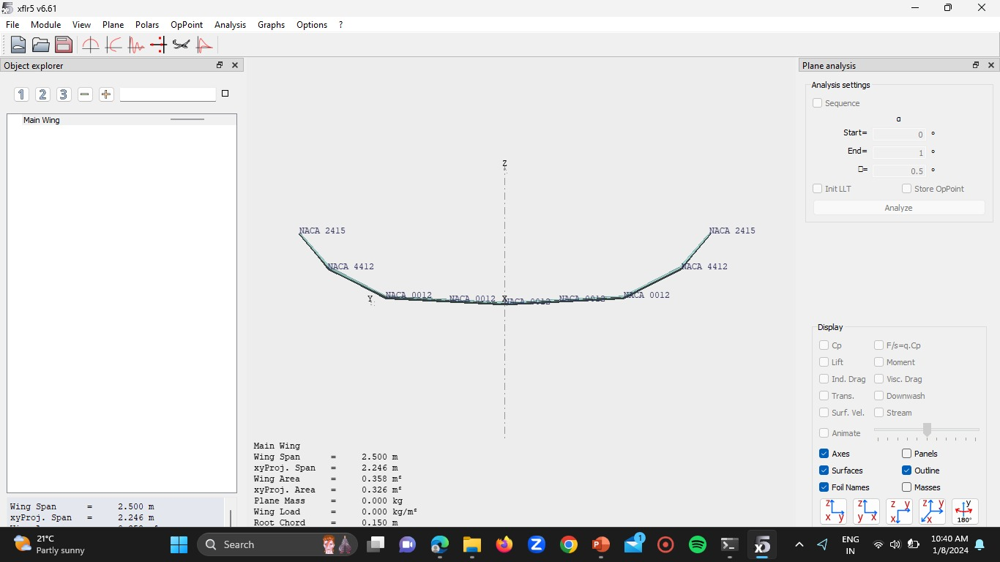 xflr5 v6.61
File Module View Plane Polars OpPoint Analysis Graphs Options ?
Object explorer
1 2 3
Main Wing
Wing Span = 2.500 m
xyProj. Span = 2.246 m
Z
NACA 2415 NACA 2415
NACA 4412 NACA 4412
Y NACA 0012 NACA 0012 X NACA 0012 NACA 0012 NACA 0012
Main Wing
Wing Span = 2.500 m
xyProj. Span = 2.246 m
Wing Area = 0.358 m²
xyProj. Area = 0.326 m²
Plane Mass = 0.000 kg
Wing Load = 0.000 kg/m²
Root Chord = 0.150 m
Plane analysis
Analysis settings
Sequence
α
Start= 0 °
End= 1 °
□= 0.5 °
Init LLT Store OpPoint
Analyze
Display
Cp F/s=q.Cp
Lift Moment
Ind. Drag Visc. Drag
Trans. Downwash
Surf. Vel. Stream
Animate
Axes Panels
Surfaces Outline
Foil Names Masses
z x y z y x z y x z y x y 180°
21°C
Partly sunny
Search
1
ENG
IN
10:40 AM
1/8/2024